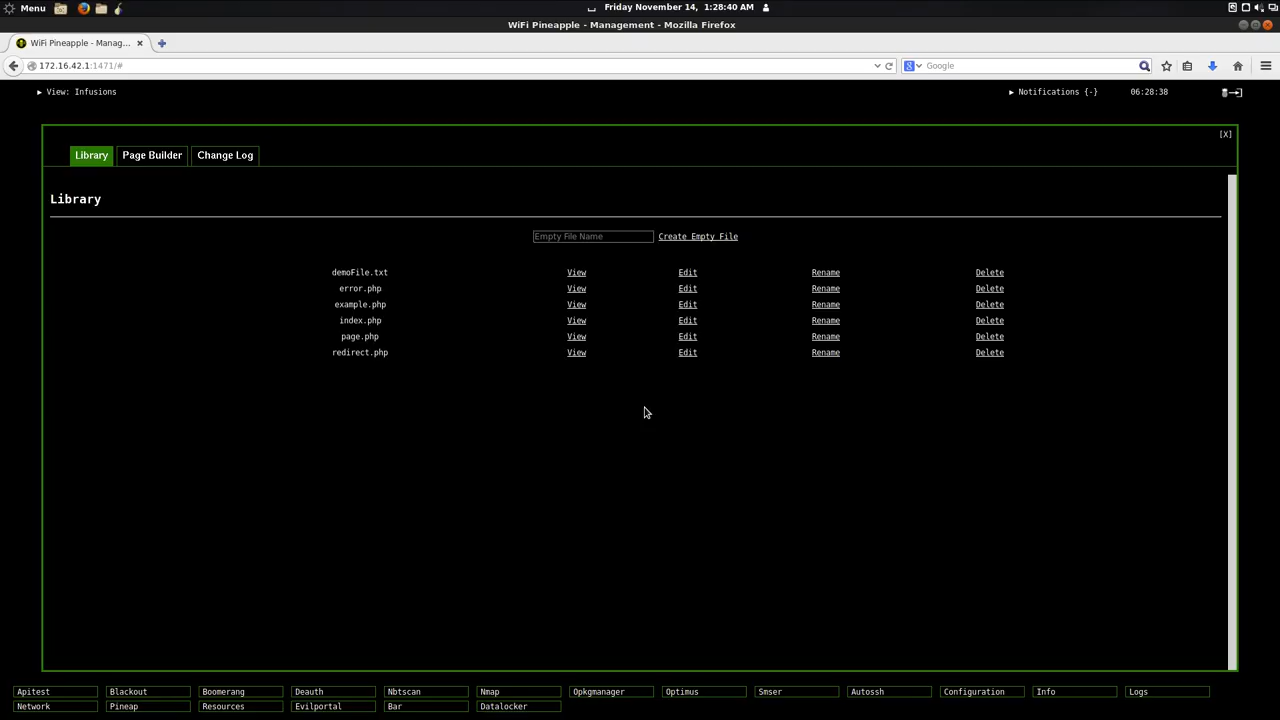 Menu Friday November 14, 1:28:40 AM
WiFi Pineapple - Management - Mozilla Firefox
WiFi Pineapple - Manag...
172.16.42.1:1471/# Google
View: Infusions Notifications {-} 06:28:38
[X]
Library Page Builder Change Log
Library
Empty File Name Create Empty File
demoFile.txt View Edit Rename Delete
error.php View Edit Rename Delete
example.php View Edit Rename Delete
index.php View Edit Rename Delete
page.php View Edit Rename Delete
redirect.php View Edit Rename Delete
Apitest Blackout Boomerang Deauth Nbtscan Nmap Opkgmanager Optimus Smser Autossh Configuration Info Logs
Network Pineap Resources Evilportal Bar Datalocker